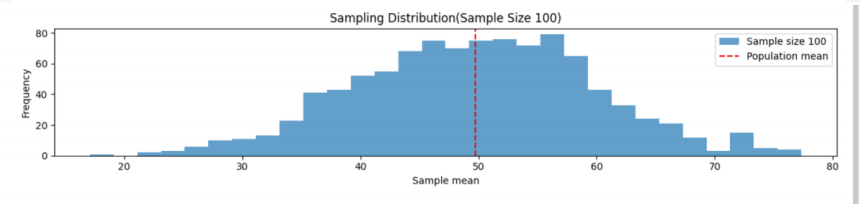 Sampling Distribution(Sample Size 100)
80
60
40
20
0
Frequency
Sample size 100
Population mean
20 30 40 50 60 70 80
Sample mean